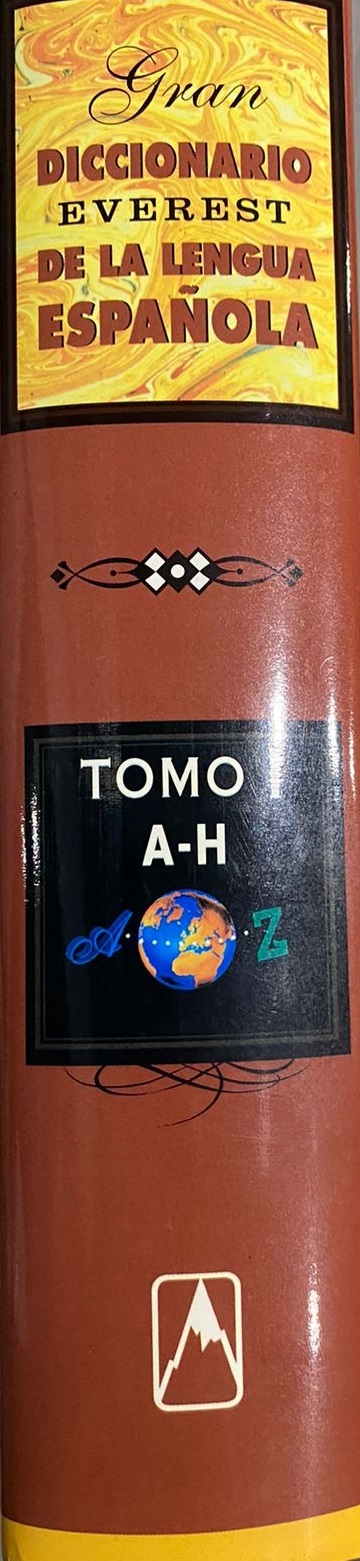 Gran
DICCIONARIO
EVEREST
DE LA LENGUA
ESPAÑOLA
TOMO I
A-H
A · Z